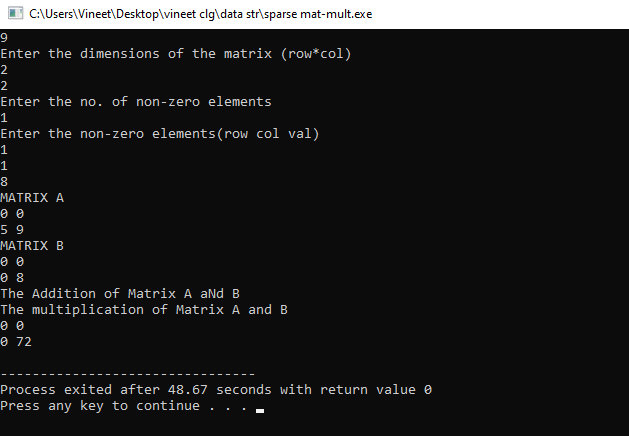 C:\Users\Vineet\Desktop\vineet clg\data str\sparse mat-mult.exe
9
Enter the dimensions of the matrix (row*col)
2
2
Enter the no. of non-zero elements
1
Enter the non-zero elements(row col val)
1
1
8
MATRIX A
0 0
5 9
MATRIX B
0 0
0 8
The Addition of Matrix A aNd B
The multiplication of Matrix A and B
0 0
0 72
--------------------------------
Process exited after 48.67 seconds with return value 0
Press any key to continue . . .